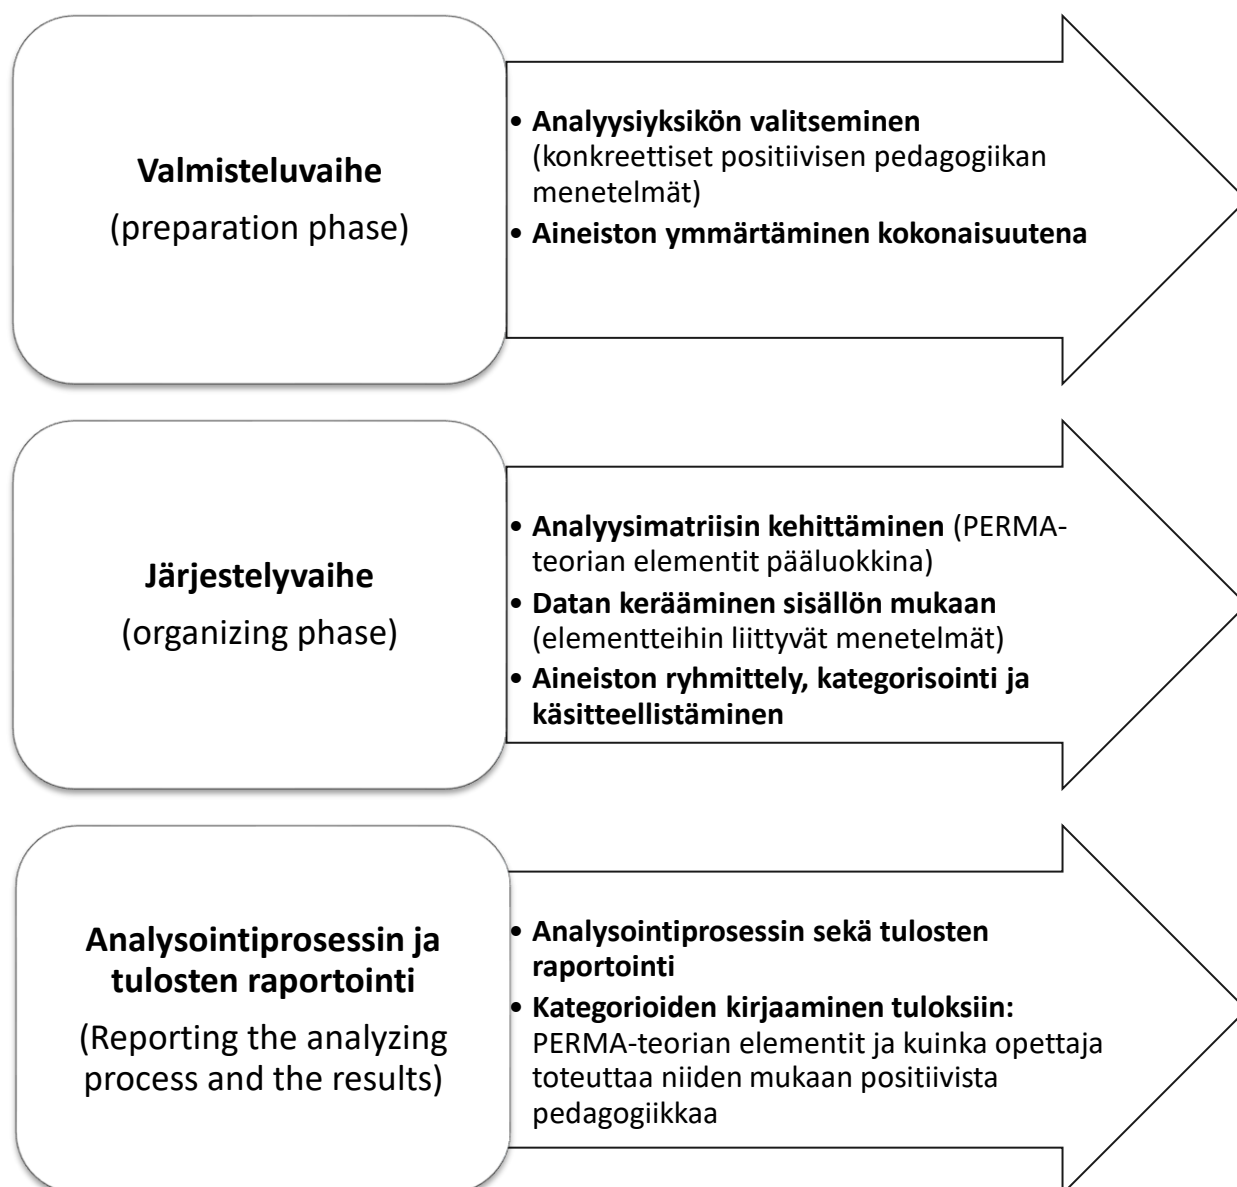 Valmisteluvaihe
(preparation phase)
• Analyysiyksikön valitseminen
(konkreettiset positiivisen pedagogiikan
menetelmät)
• Aineiston ymmärtäminen kokonaisuutena
Järjestelyvaihe
(organizing phase)
• Analyysimatriisin kehittäminen (PERMA-
teorian elementit pääluokkina)
• Datan kerääminen sisällön mukaan
(elementteihin liittyvät menetelmät)
• Aineiston ryhmittely, kategorisointi ja
käsitteellistäminen
Analysointiprosessin ja
tulosten raportointi
(Reporting the analyzing
process and the results)
• Analysointiprosessin sekä tulosten
raportointi
• Kategorioiden kirjaaminen tuloksiin:
PERMA-teorian elementit ja kuinka opettaja
toteuttaa niiden mukaan positiivista
pedagogiikkaa